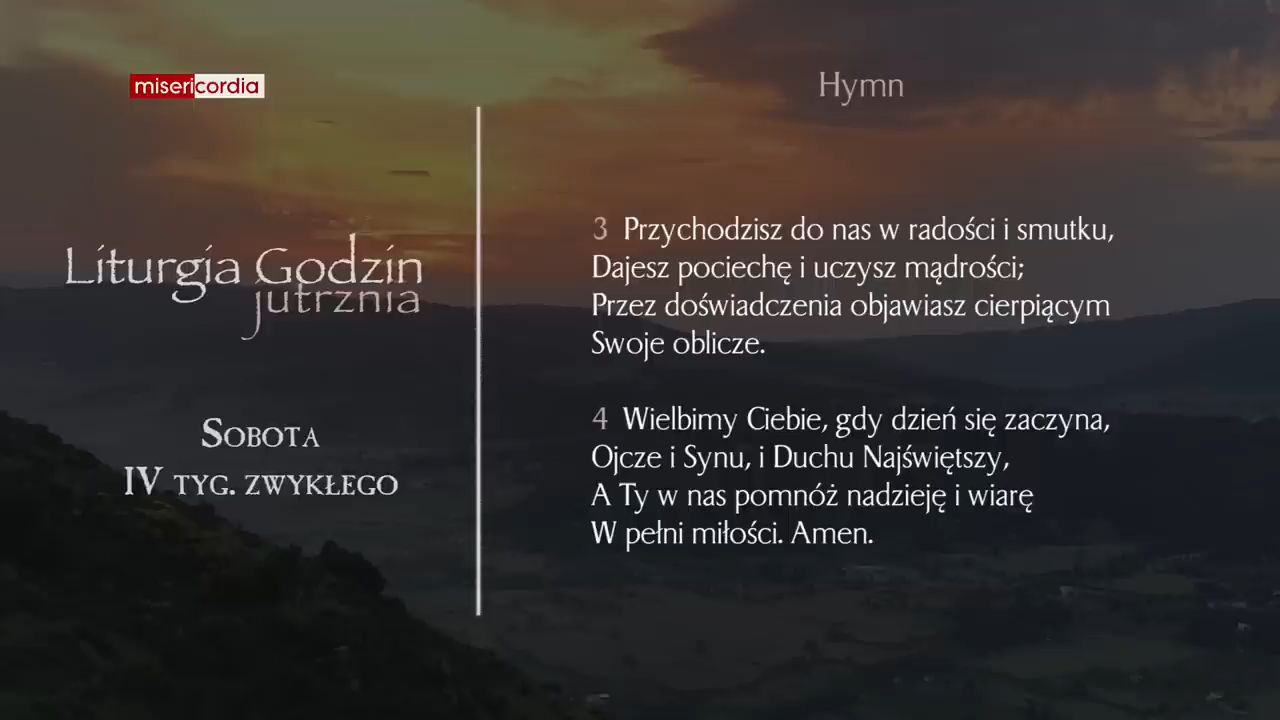 misericordia
Liturgia Godzin
jutrznia
Sobota
IV tyg. zwykłego
Hymn
3 Przychodzisz do nas w radości i smutku,
Dajesz pociechę i uczysz mądrości;
Przez doświadczenia objawiasz cierpiącym
Swoje oblicze.
4 Wielbimy Ciebie, gdy dzień się zaczyna,
Ojcze i Synu, i Duchu Najświętszy,
A Ty w nas pomnóż nadzieję i wiarę
W pełni miłości. Amen.